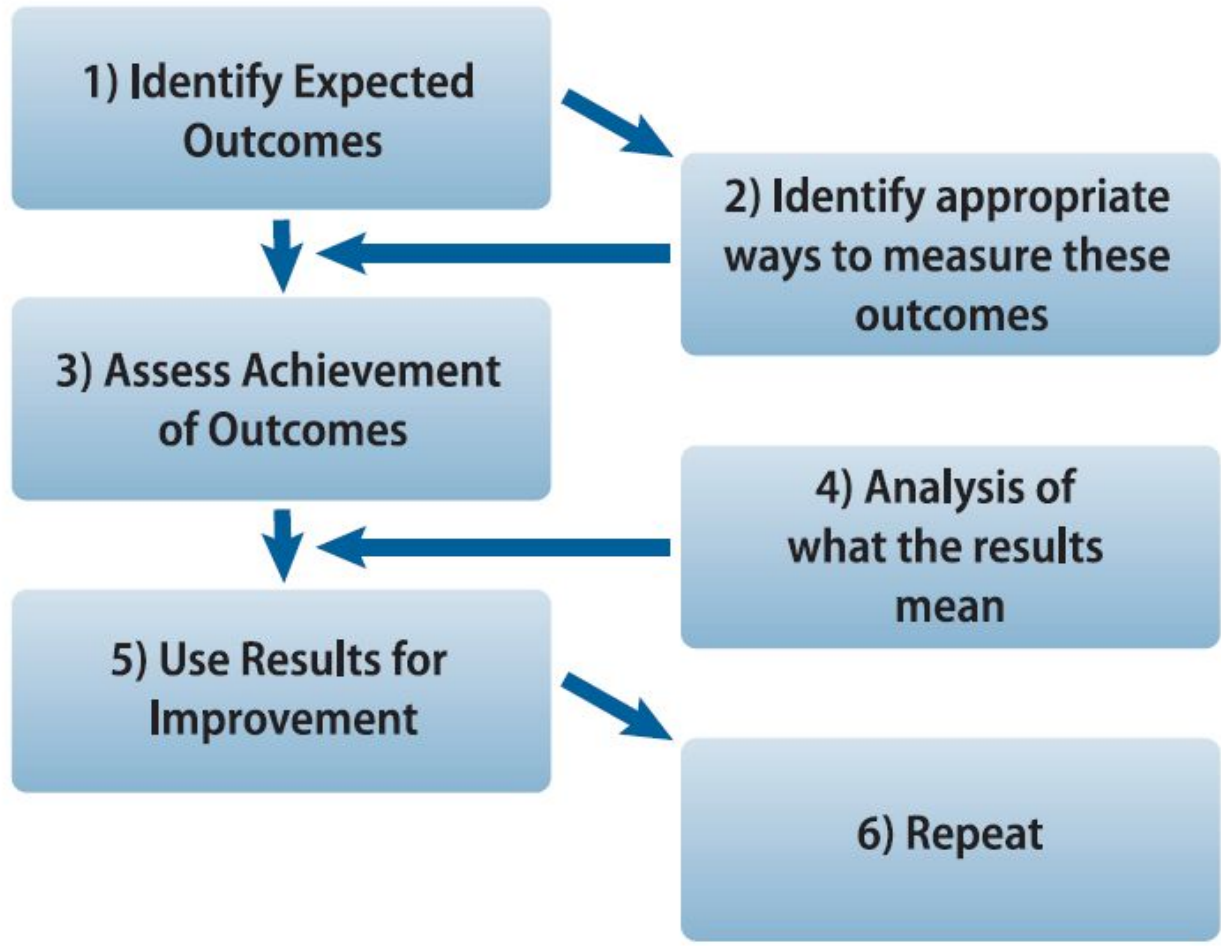 1) Identify Expected
Outcomes
2) Identify appropriate
ways to measure these
outcomes
3) Assess Achievement
of Outcomes
4) Analysis of
what the results
mean
5) Use Results for
Improvement
6) Repeat